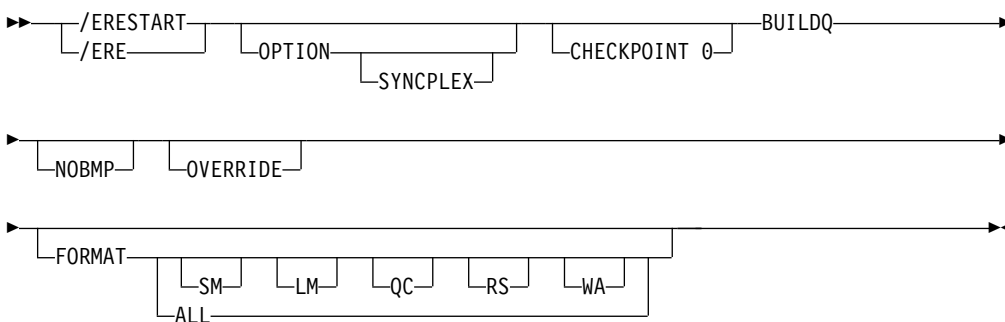 /ERESTART BUILDQ
/ERE OPTION CHECKPOINT 0
SYNCPLEX
NOBMP OVERRIDE
FORMAT
SM LM QC RS WA
ALL